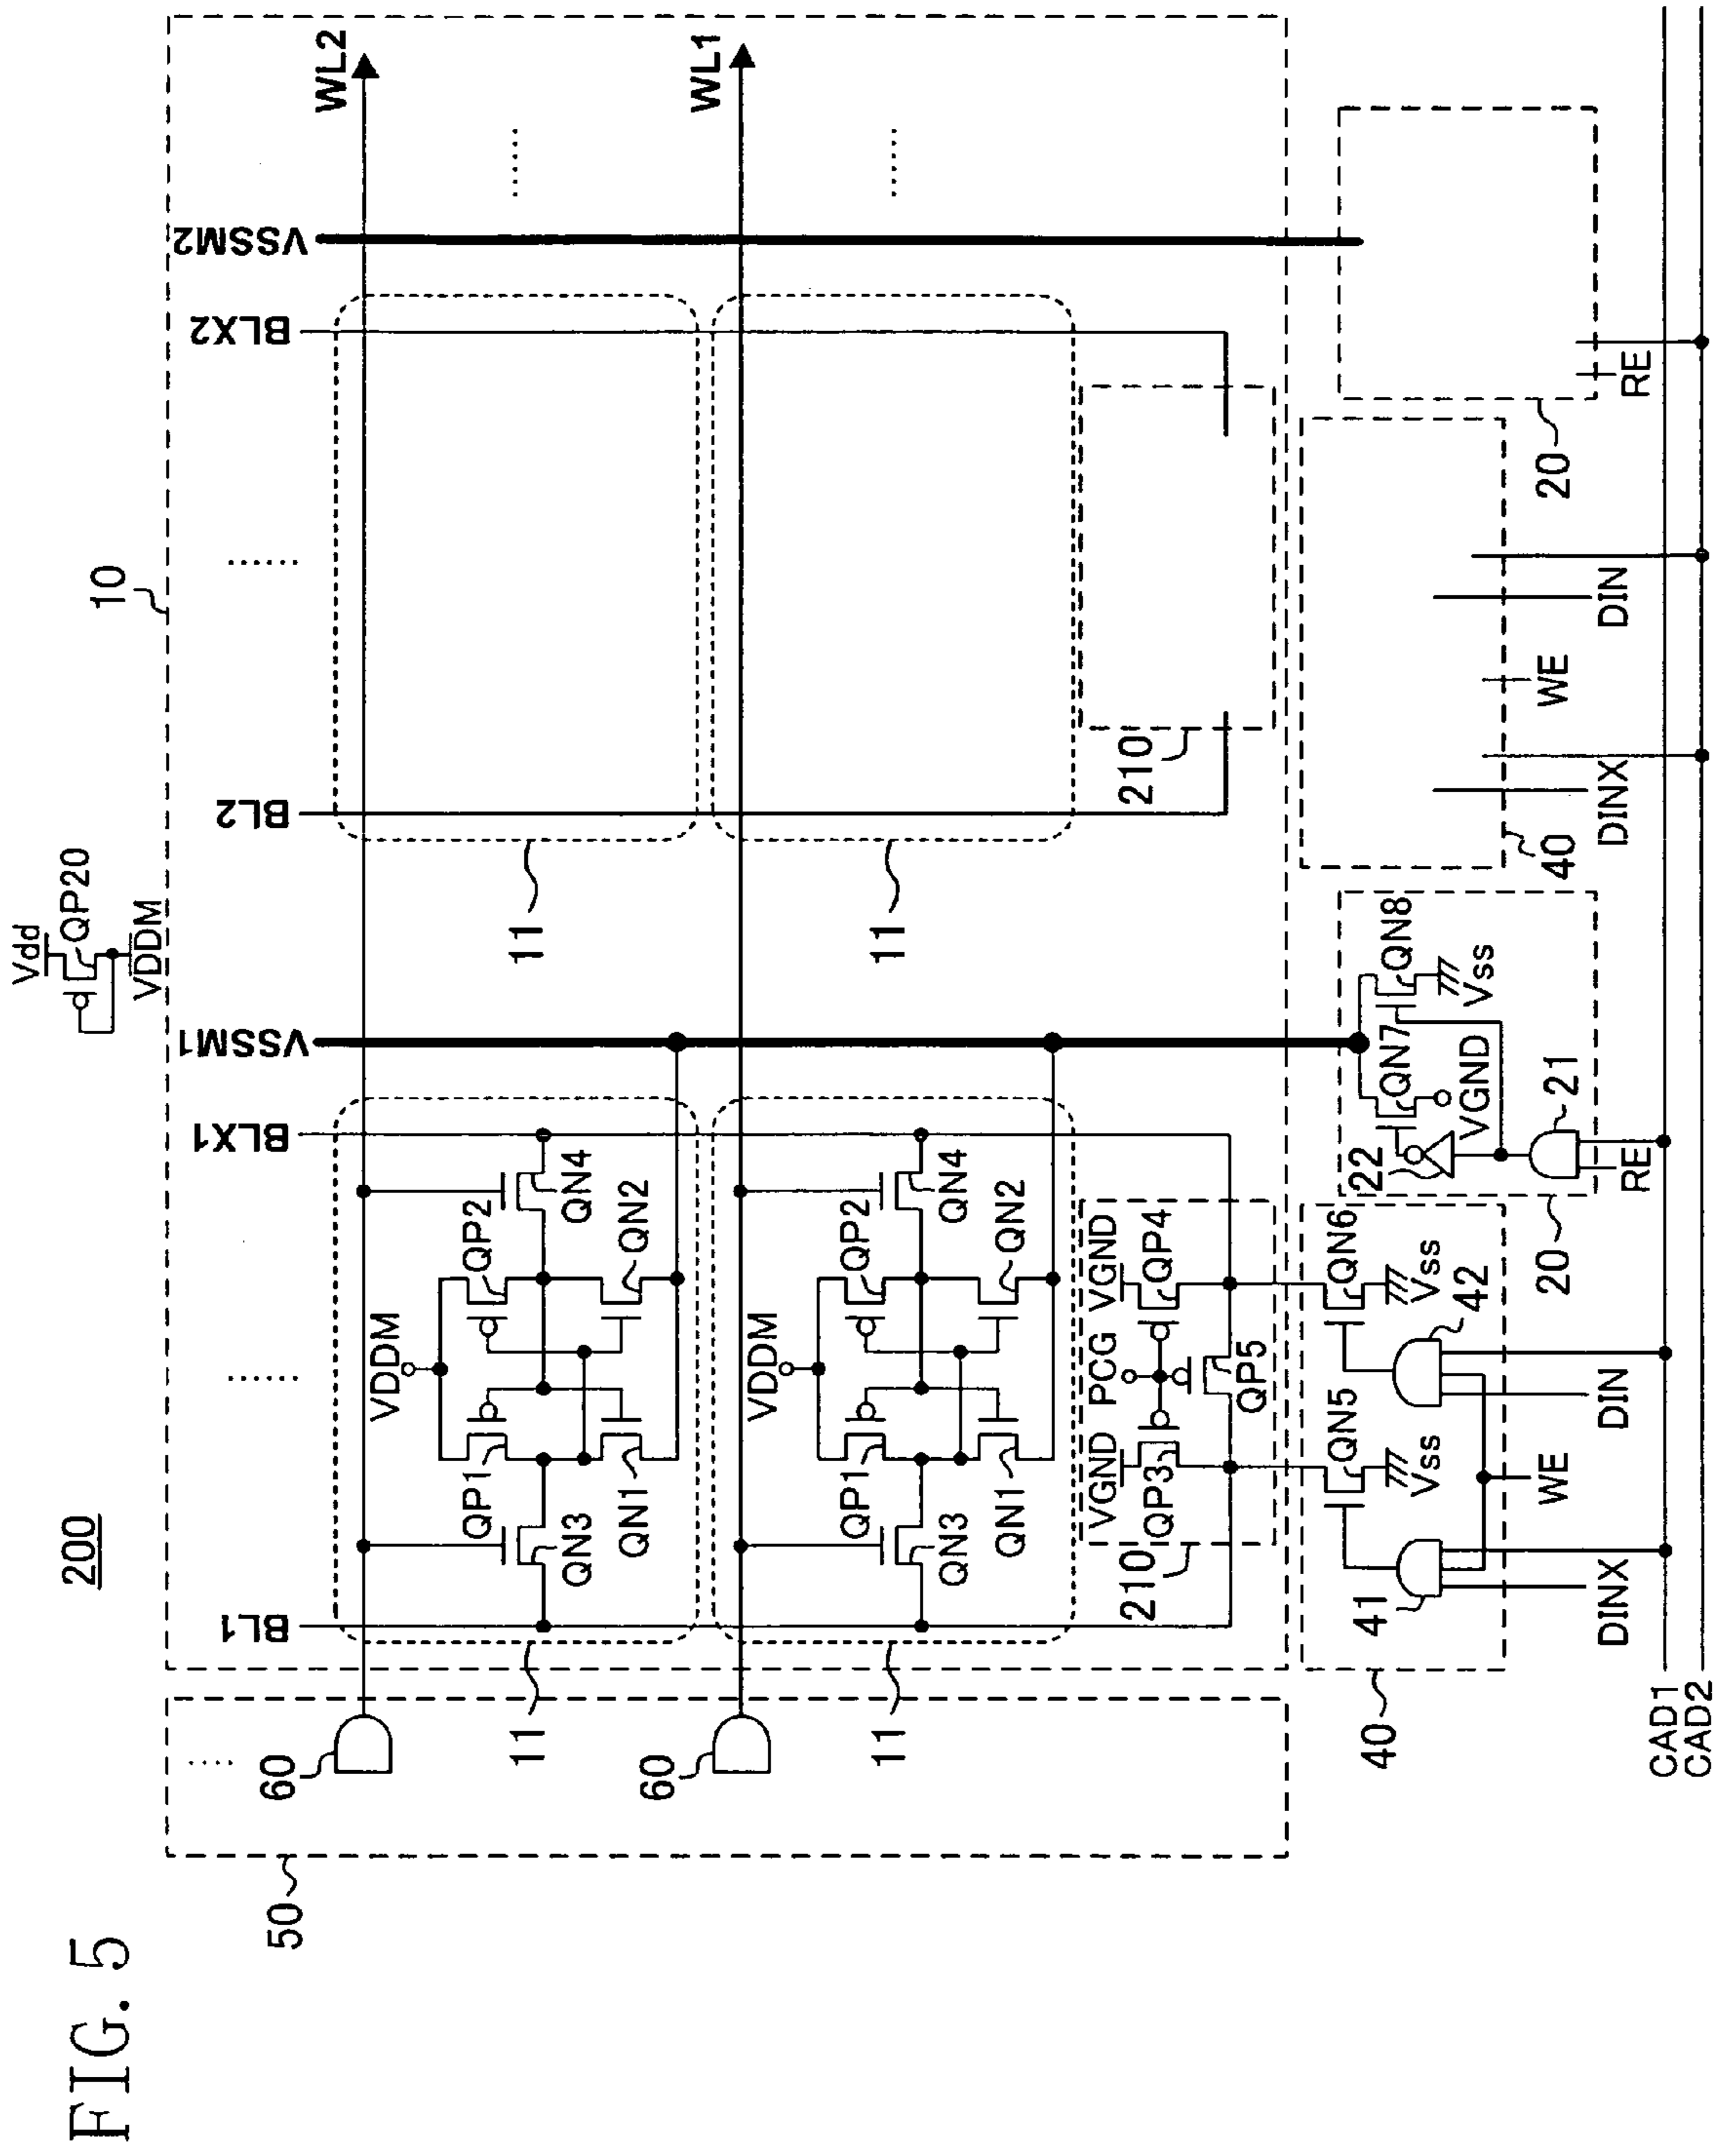 FIG. 5
200
Vdd
QP20
VDDM
10
50
BL1
BLX1
VSSM1
BL2
BLX2
VSSM2
......
......
....
60
WL2
11
VDDM
QP1
QP2
QN3
QN4
QN1
QN2
11
......
60
WL1
11
VDDM
QP1
QP2
QN3
QN4
QN1
QN2
11
......
210
VGND
PCG
VGND
QP3
QP4
QP5
210
40
41
QN5
Vss
QN6
Vss
42
DINX
WE
DIN
20
22
QN7
VGND
QN8
Vss
21
RE
40
DINX
WE
DIN
20
RE
CAD1
CAD2